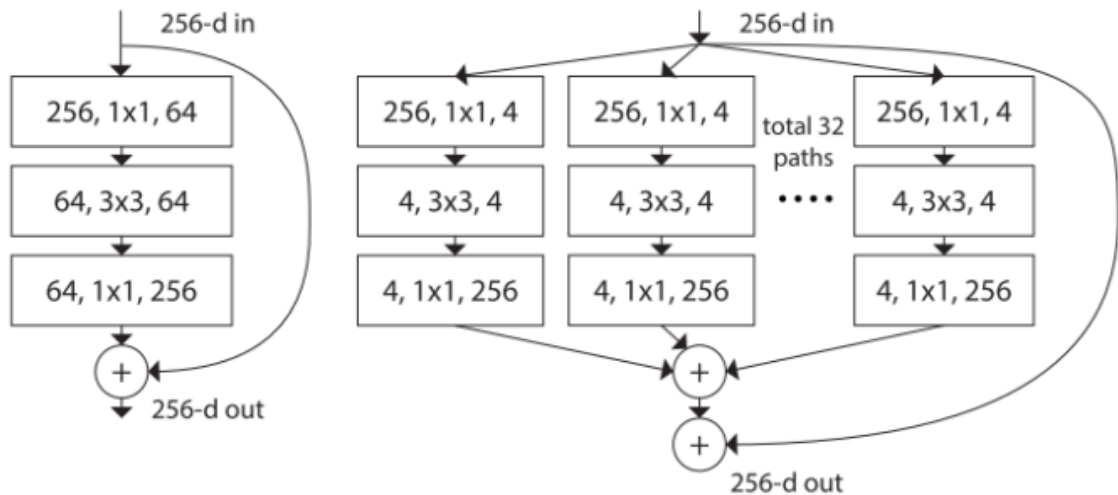 256-d in
256, 1x1, 64
64, 3x3, 64
64, 1x1, 256
+
256-d out
256-d in
256, 1x1, 4
256, 1x1, 4
total 32
paths
256, 1x1, 4
4, 3x3, 4
4, 3x3, 4
....
4, 3x3, 4
4, 1x1, 256
4, 1x1, 256
4, 1x1, 256
+
+
256-d out